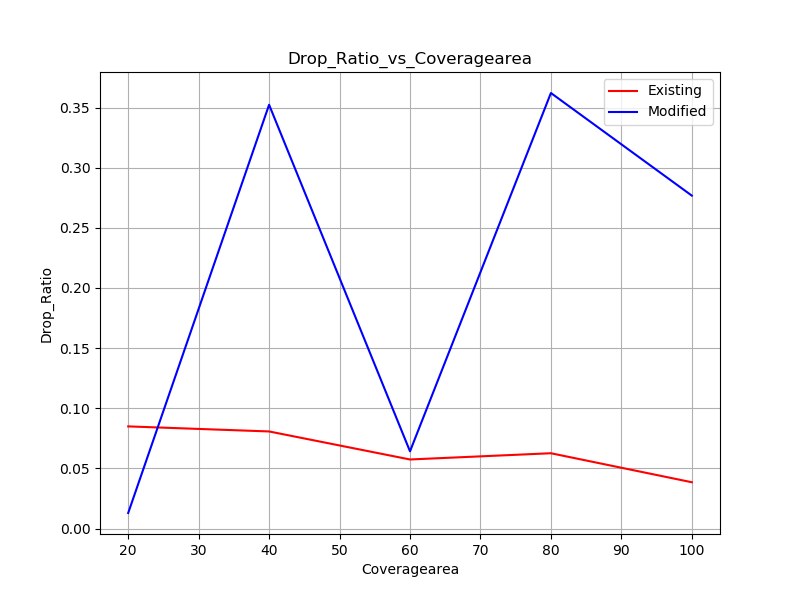 Drop_Ratio_vs_Coveragearea
Existing
Modified
0.35
0.30
0.25
0.20
0.15
0.10
0.05
0.00
Drop_Ratio
20 30 40 50 60 70 80 90 100
Coveragearea